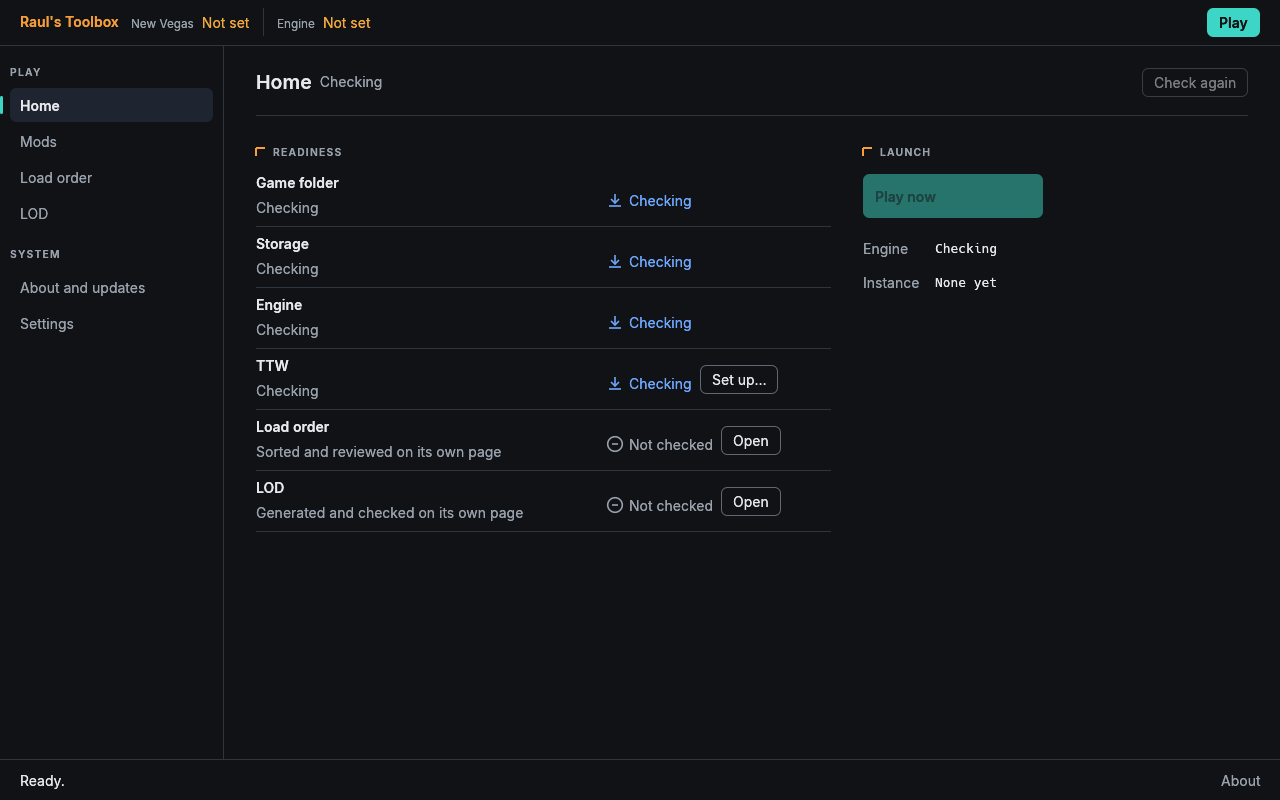 Raul's Toolbox New Vegas Not set Engine Not set Play
PLAY
Home
Mods
Load order
LOD
SYSTEM
About and updates
Settings
Home Checking Check again
READINESS
Game folder
Checking
Checking
Storage
Checking
Checking
Engine
Checking
Checking
TTW
Checking
Checking Set up...
Load order
Sorted and reviewed on its own page
Not checked Open
LOD
Generated and checked on its own page
Not checked Open
LAUNCH
Play now
Engine Checking
Instance None yet
Ready. About